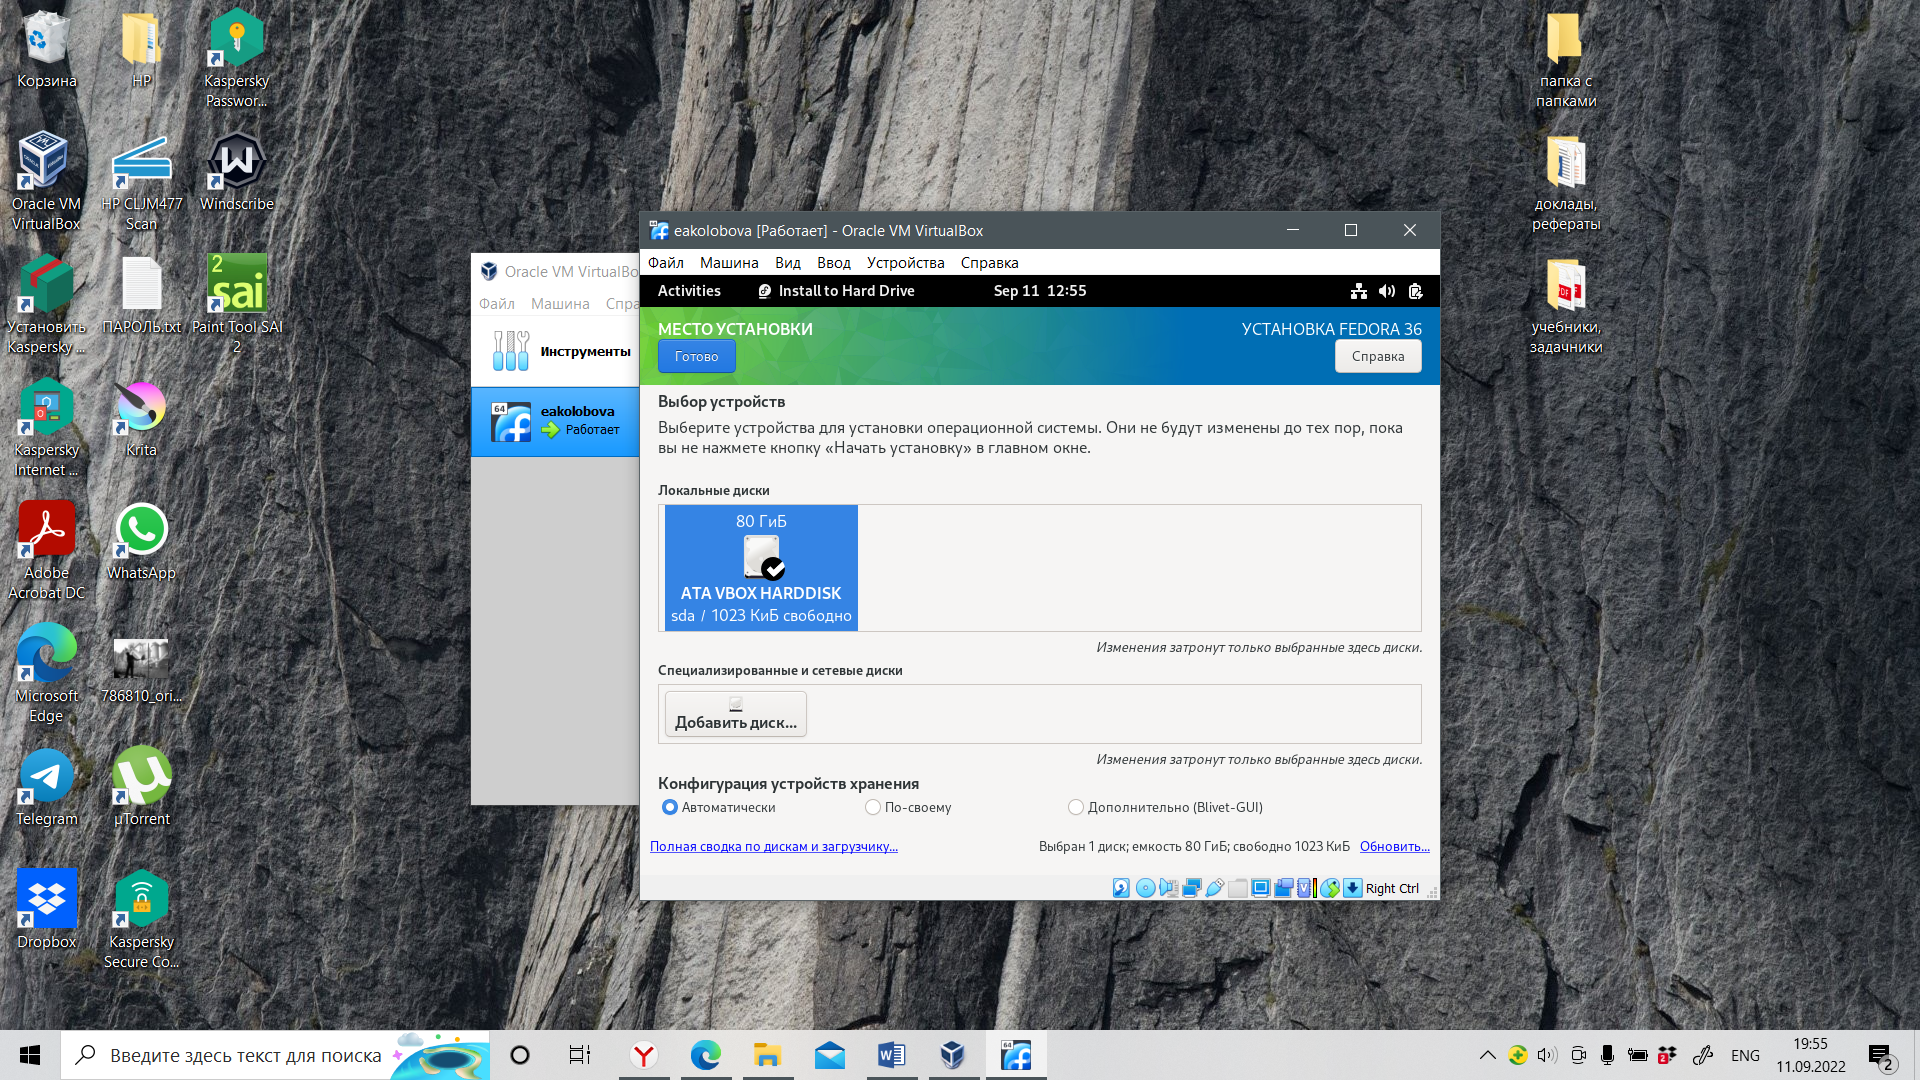 Корзина
HP
Kaspersky
Passwor...
Oracle VM
VirtualBox
HP CLJM477
Scan
Windscribe
Установить
Kaspersky ...
ПАРОЛЬ.txt
2
sai
Paint Tool SAI
2
Kaspersky
Internet ...
Krita
Adobe
Acrobat DC
WhatsApp
Microsoft
Edge
786810_ori...
Telegram
µTorrent
Dropbox
Kaspersky
Secure Co...
папка с
папками
доклады,
рефераты
учебники,
задачники
Oracle VM VirtualBo
Файл Машина Спра
Инструменты
64
eakolobova
Работает
eakolobova [Работает] - Oracle VM VirtualBox
Файл Машина Вид Ввод Устройства Справка
Activities Install to Hard Drive Sep 11 12:55
МЕСТО УСТАНОВКИ УСТАНОВКА FEDORA 36
Готово Справка
Выбор устройств
Выберите устройства для установки операционной системы. Они не будут изменены до тех пор, пока
вы не нажмете кнопку «Начать установку» в главном окне.
Локальные диски
80 ГиБ
ATA VBOX HARDDISK
sda / 1023 КиБ свободно
Изменения затронут только выбранные здесь диски.
Специализированные и сетевые диски
Добавить диск...
Изменения затронут только выбранные здесь диски.
Конфигурация устройств хранения
Автоматически По-своему Дополнительно (Blivet-GUI)
Полная сводка по дискам и загрузчику... Выбран 1 диск; емкость 80 ГиБ; свободно 1023 КиБ Обновить...
Right Ctrl
Введите здесь текст для поиска
ENG
19:55
11.09.2022
2